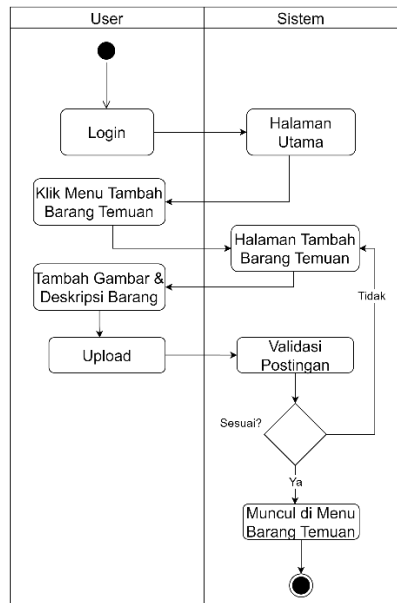 User
Sistem
Login
Halaman
Utama
Klik Menu Tambah
Barang Temuan
Halaman Tambah
Barang Temuan
Tambah Gambar &
Deskripsi Barang
Tidak
Upload
Validasi
Postingan
Sesuai?
Ya
Muncul di Menu
Barang Temuan